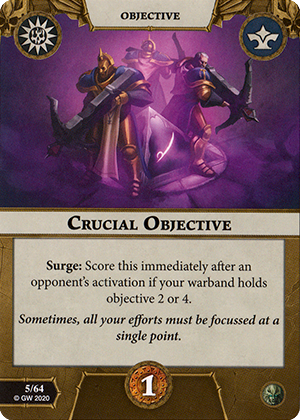 OBJECTIVE
CRUCIAL OBJECTIVE
Surge: Score this immediately after an
opponent's activation if your warband holds
objective 2 or 4.
Sometimes, all your efforts must be focussed at a
single point.
5/64
© GW 2020
1